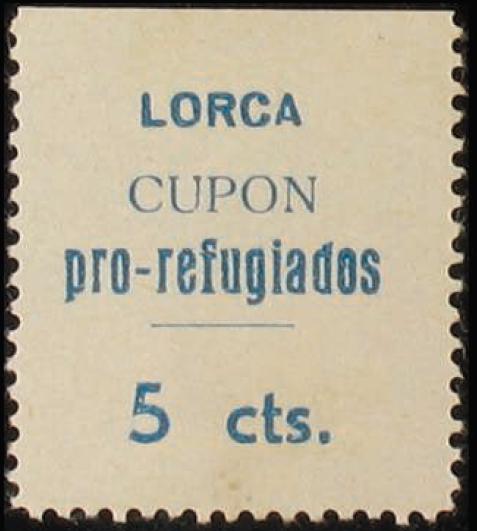 LORCA
CUPON
pro-refugiados
5 cts.